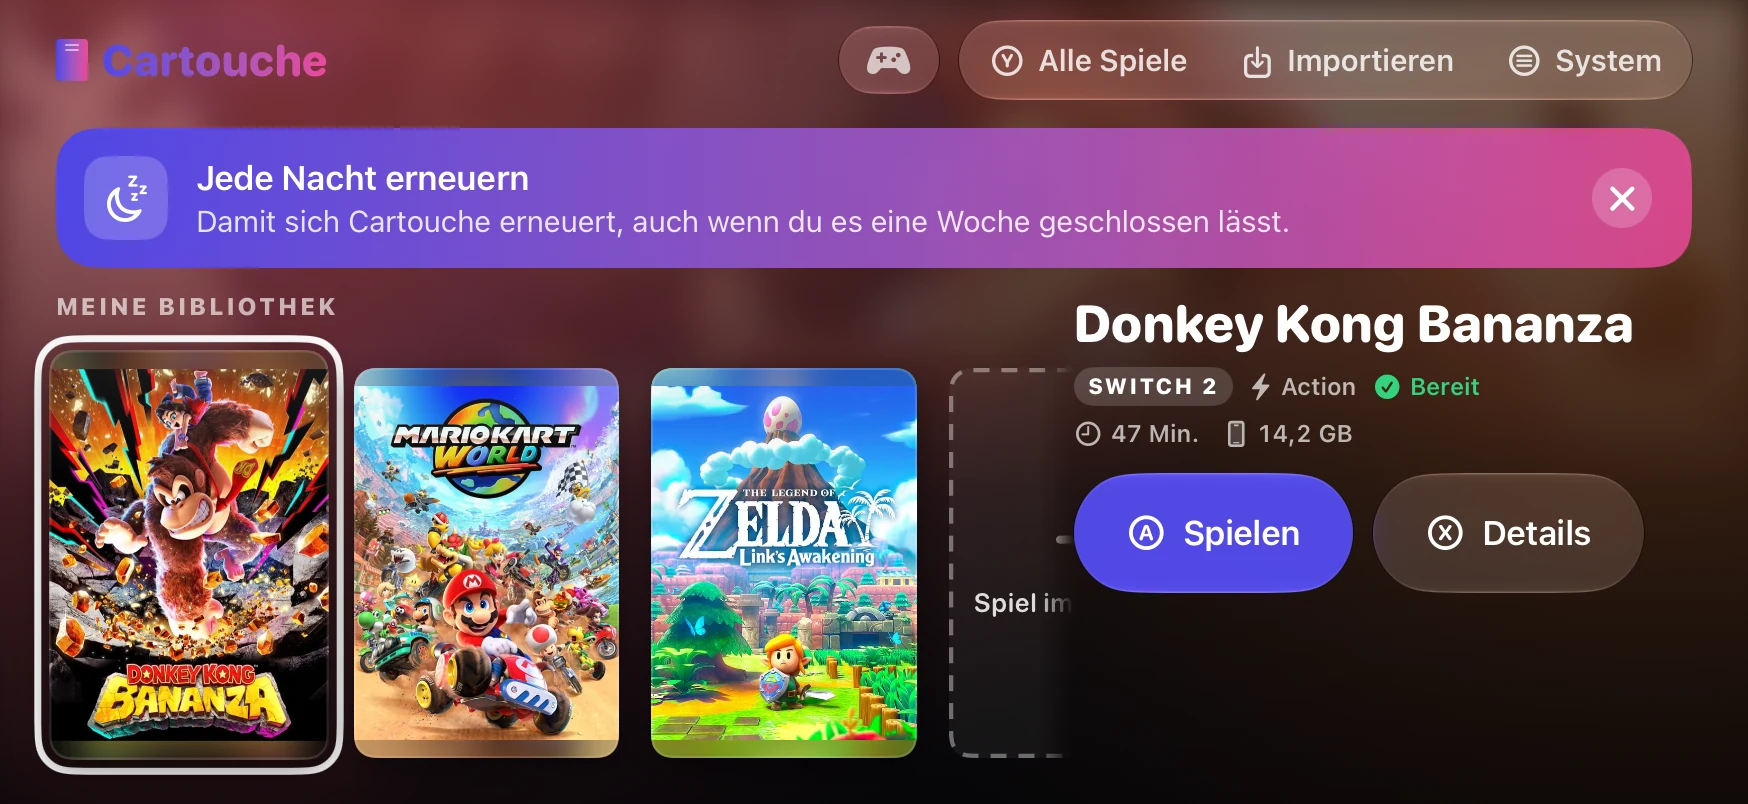 Cartouche
Y Alle Spiele
Importieren
System
Jede Nacht erneuern
Damit sich Cartouche erneuert, auch wenn du es eine Woche geschlossen lässt.
MEINE BIBLIOTHEK
DONKEY KONG
BANANZA
MARIOKART
WORLD
THE LEGEND OF
ZELDA
Link's Awakening
Spiel im
Donkey Kong Bananza
SWITCH 2
Action
Bereit
47 Min.
14,2 GB
A Spielen
X Details